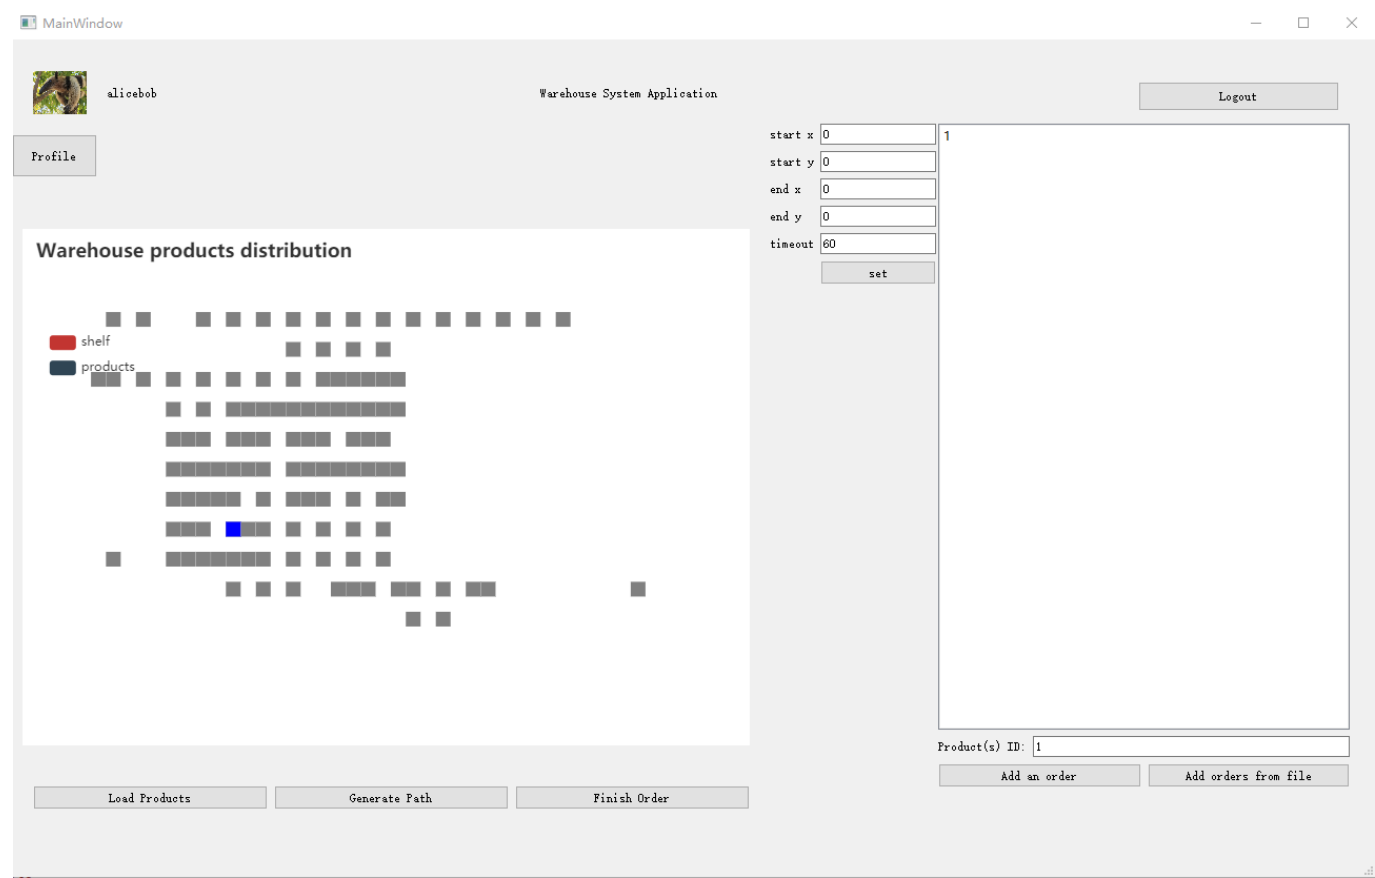 MainWindow
alicebob
Warehouse System Application
Logout
Profile
start x 0
start y 0
end x 0
end y 0
timeout 60
set
1
Warehouse products distribution
shelf
products
Product(s) ID: 1
Add an order
Add orders from file
Load Products
Generate Path
Finish Order